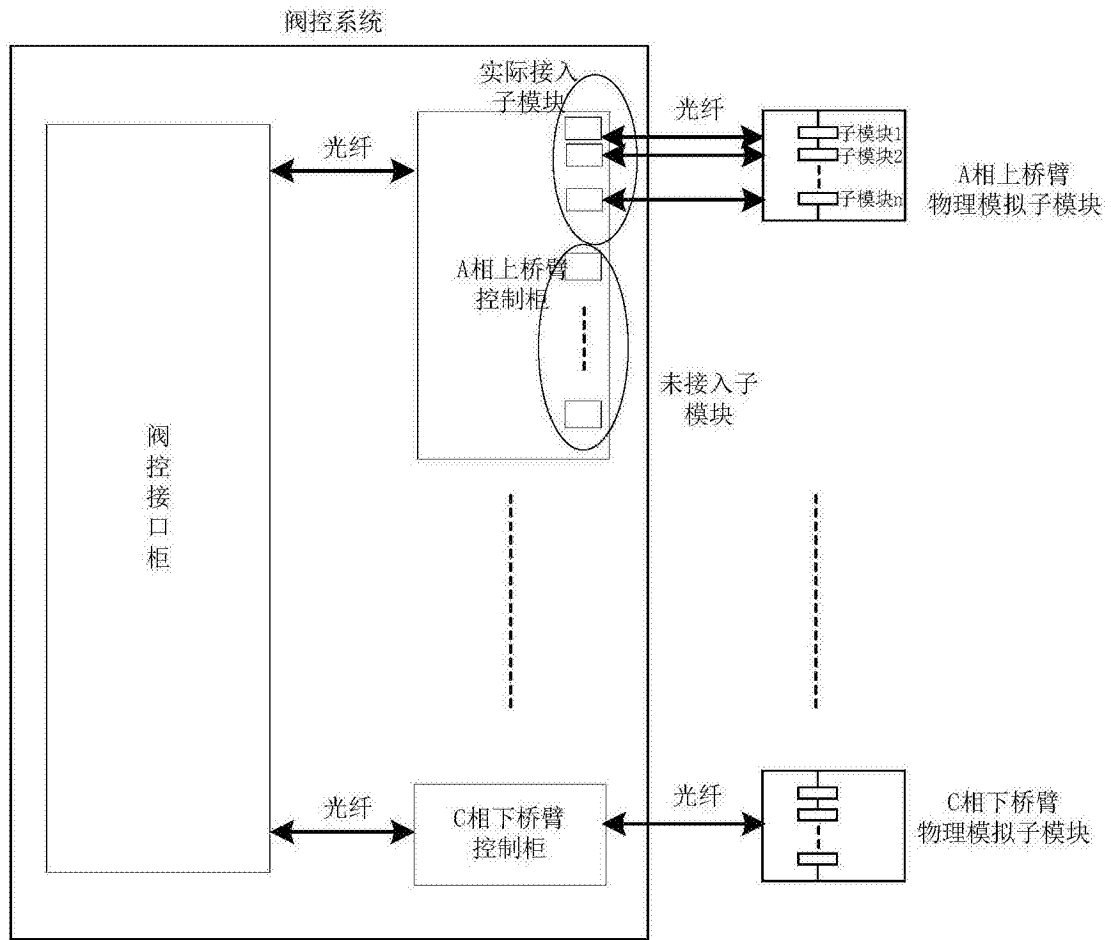 阀控系统
实际接入
子模块
光纤
光纤
子模块1
子模块2
子模块n
A相上桥臂
物理模拟子模块
A相上桥臂
控制柜
未接入子
模块
阀
控
接
口
柜
光纤
C相下桥臂
控制柜
光纤
C相下桥臂
物理模拟子模块